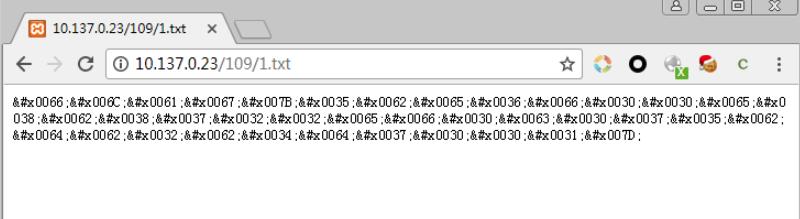 10.137.0.23/109/1.txt
10.137.0.23/109/1.txt
C
X
&#x0066;&#x006C;&#x0061;&#x0067;&#x007B;&#x0035;&#x0062;&#x0065;&#x0036;&#x0066;&#x0030;&#x0030;&#x0065;&#x0
038;&#x0062;&#x0038;&#x0037;&#x0032;&#x0032;&#x0065;&#x0066;&#x0030;&#x0063;&#x0030;&#x0037;&#x0035;&#x0062;
&#x0064;&#x0062;&#x0032;&#x0062;&#x0034;&#x0064;&#x0037;&#x0030;&#x0030;&#x0031;&#x007D;